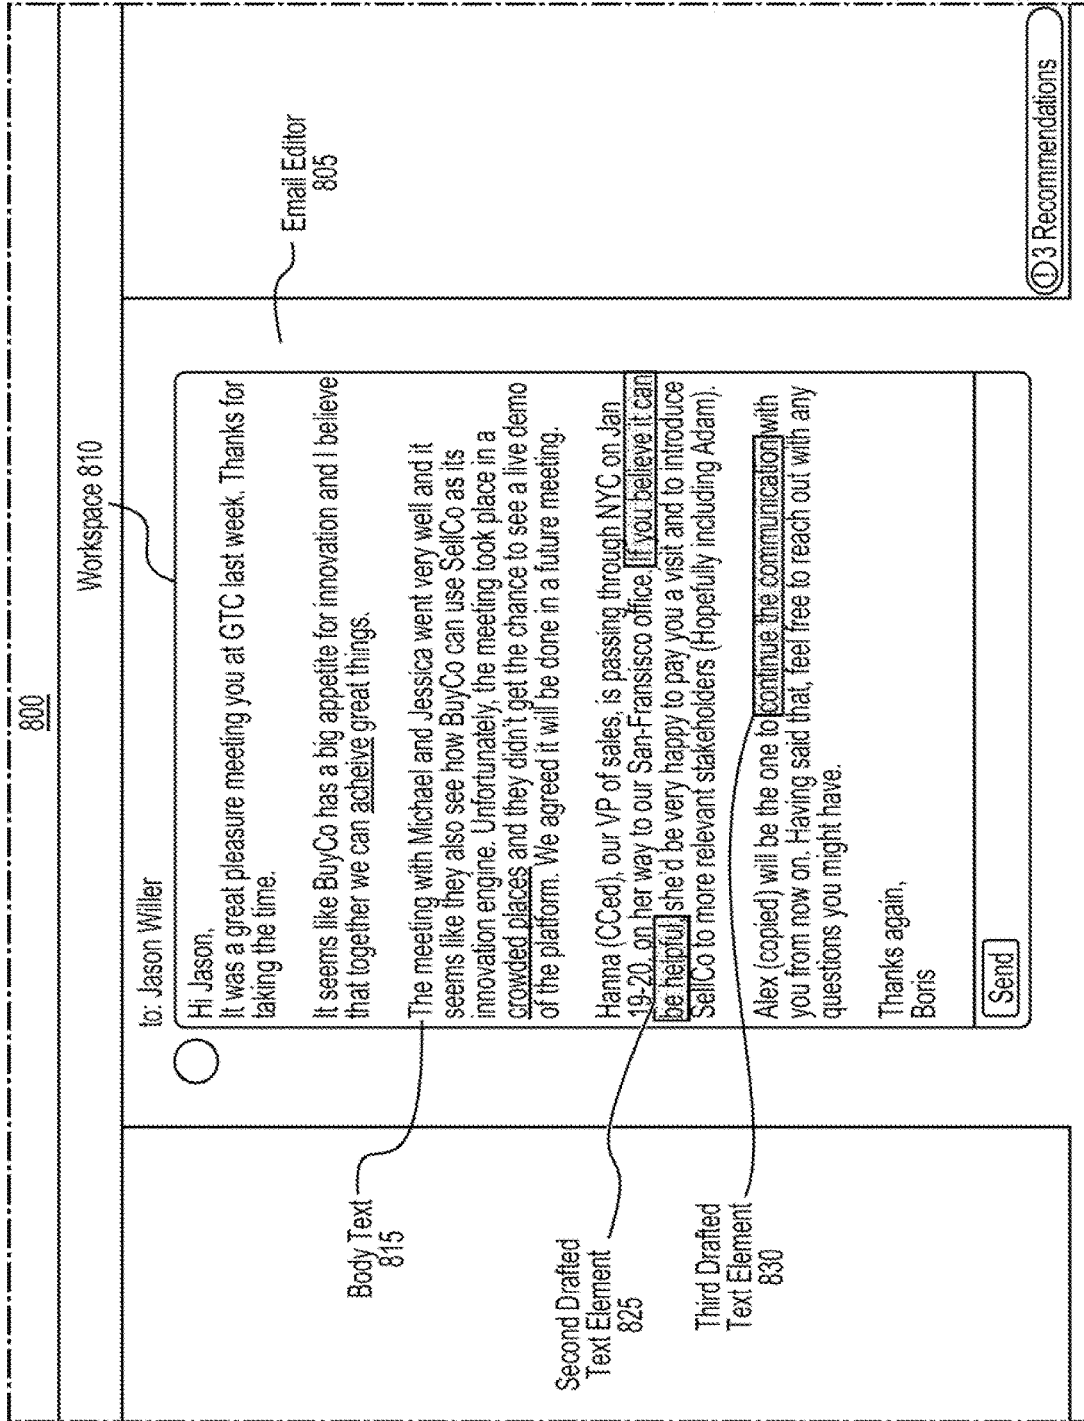 800
Workspace 810
to: Jason Willer
Hi Jason,
It was a great pleasure meeting you at GTC last week. Thanks for
taking the time.
It seems like BuyCo has a big appetite for innovation and I believe
that together we can acheive great things.
The meeting with Michael and Jessica went very well and it
seems like they also see how BuyCo can use SellCo as its
innovation engine. Unfortunately, the meeting took place in a
crowded places and they didn't get the chance to see a live demo
of the platform. We agreed it will be done in a future meeting.
Hanna (CCed), our VP of sales, is passing through NYC on Jan
19-20, on her way to our San-Fransisco office. If you believe it can
be helpful, she'd be very happy to pay you a visit and to introduce
SellCo to more relevant stakeholders (Hopefully including Adam).
Alex (copied) will be the one to continue the communication with
you from now on. Having said that, feel free to reach out with any
questions you might have.
Thanks again,
Boris
Send
Email Editor
805
Body Text
815
Second Drafted
Text Element
825
Third Drafted
Text Element
830
! 3 Recommendations